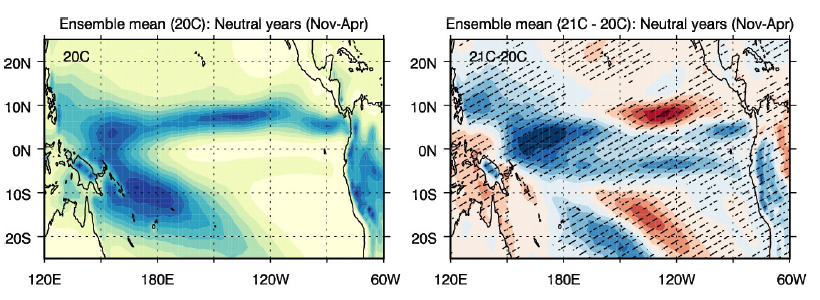 Ensemble mean (20C): Neutral years (Nov-Apr)
20C
20N
10N
0N
10S
20S
120E 180E 120W 60W
Ensemble mean (21C - 20C): Neutral years (Nov-Apr)
21C-20C
20N
10N
0N
10S
20S
120E 180E 120W 60W